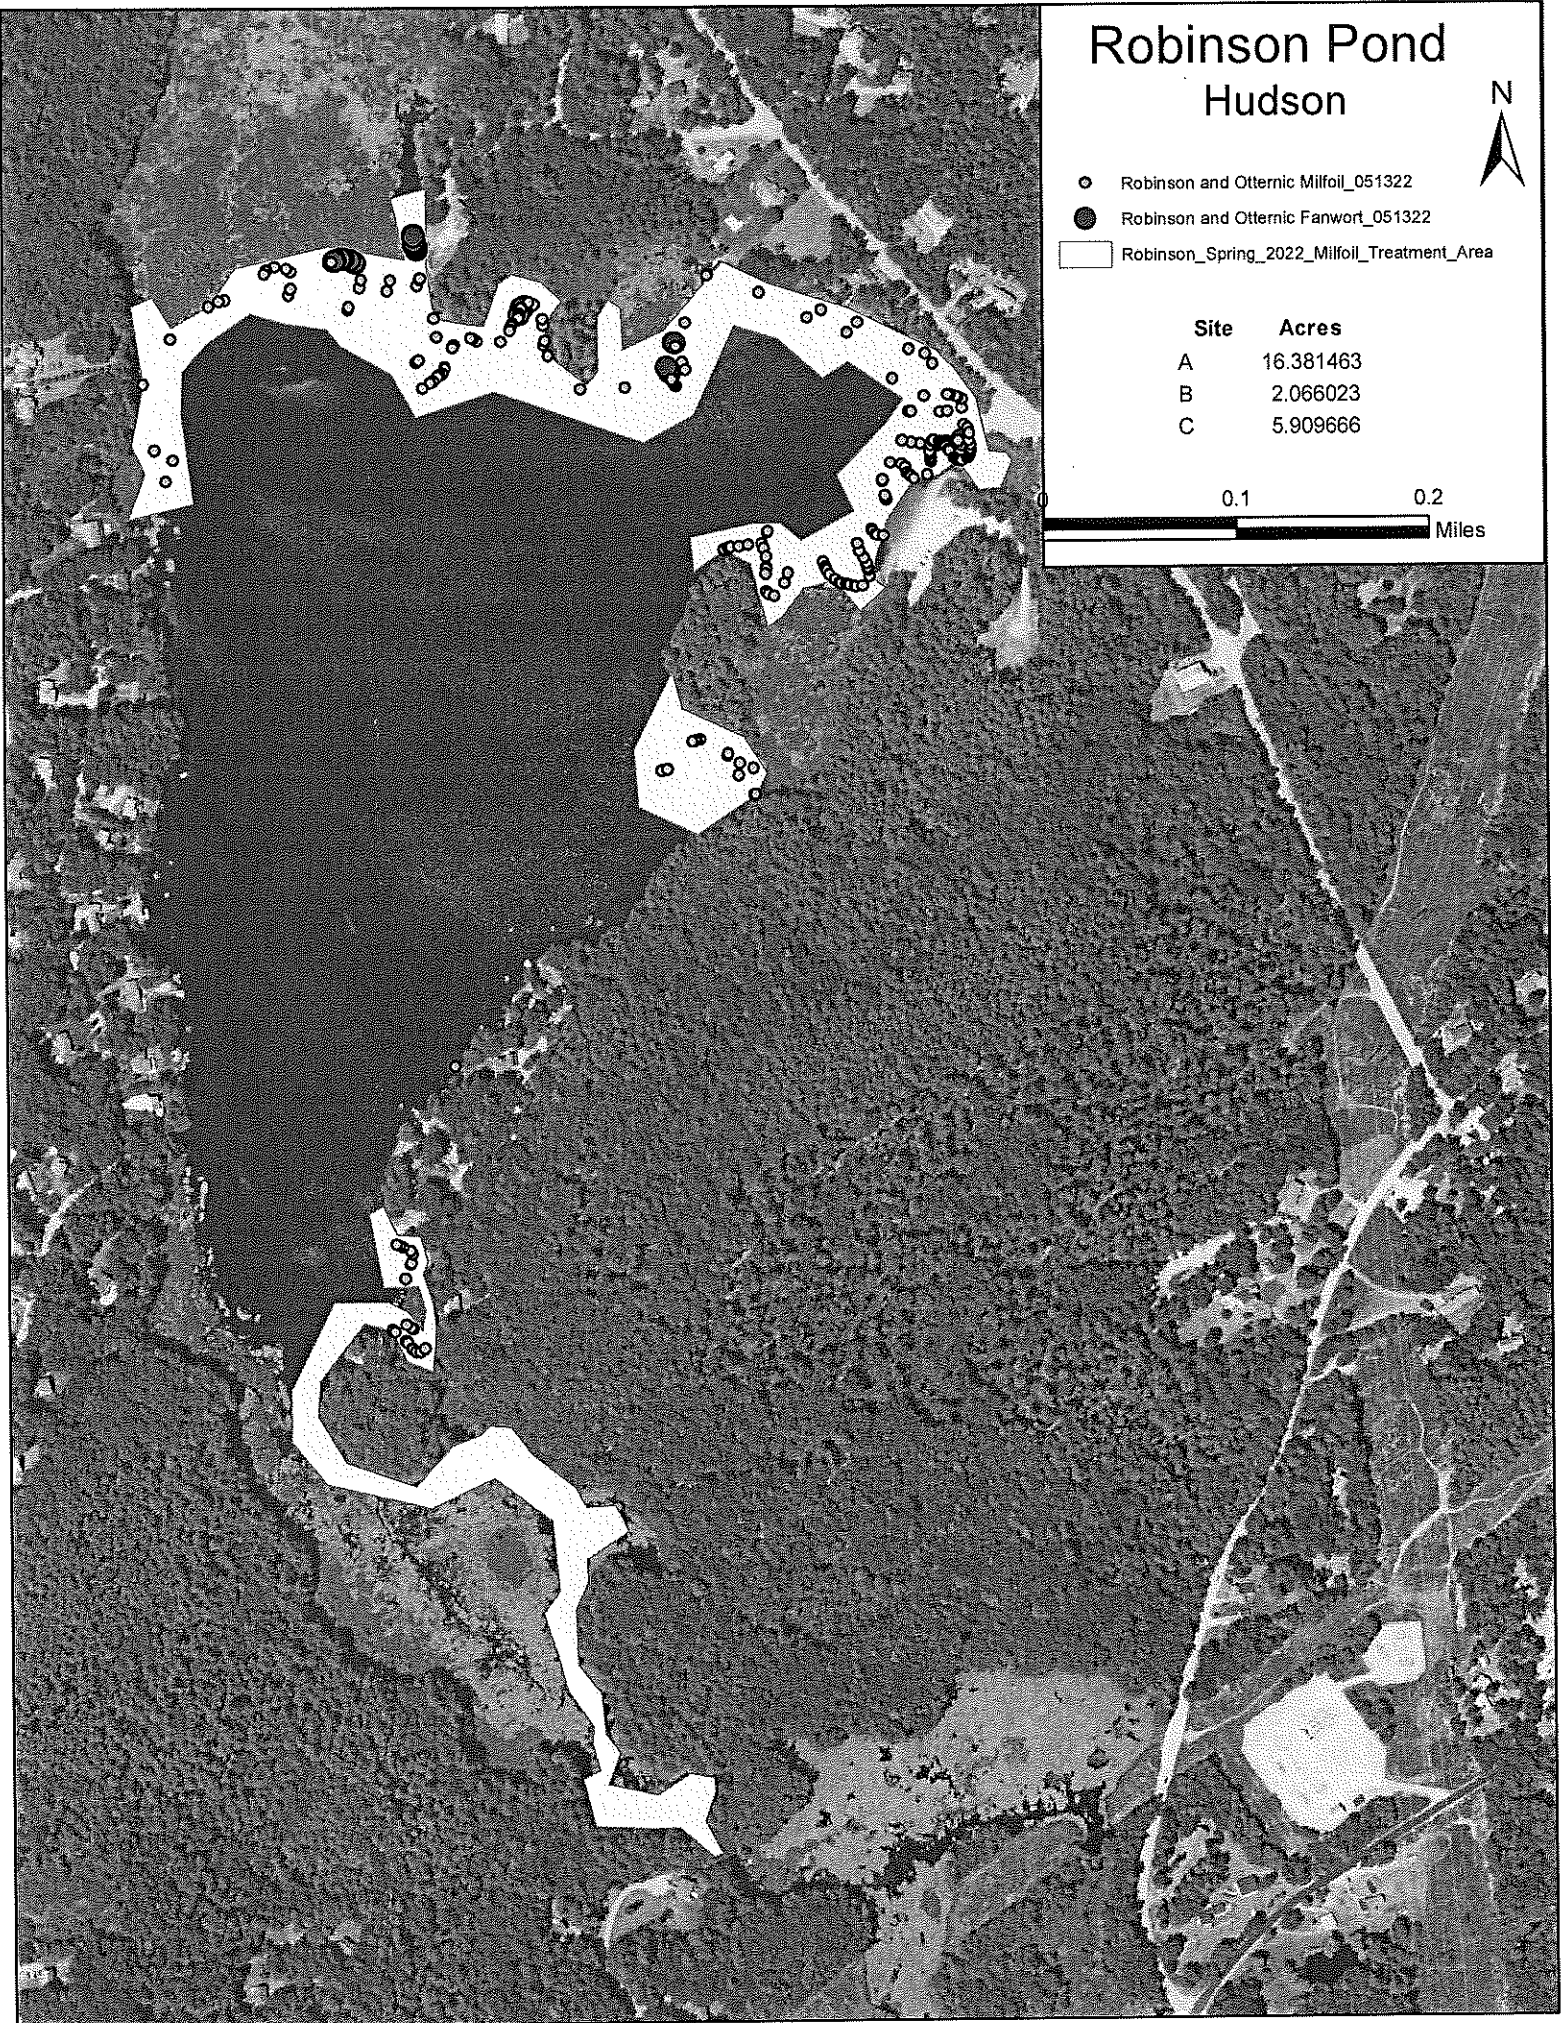 Robinson Pond
Hudson
N
Robinson and Otternic Milfoil_051322
Robinson and Otternic Fanwort_051322
Robinson_Spring_2022_Milfoil_Treatment_Area
Site Acres
A 16.381463
B 2.066023
C 5.909666
0 0.1 0.2
Miles